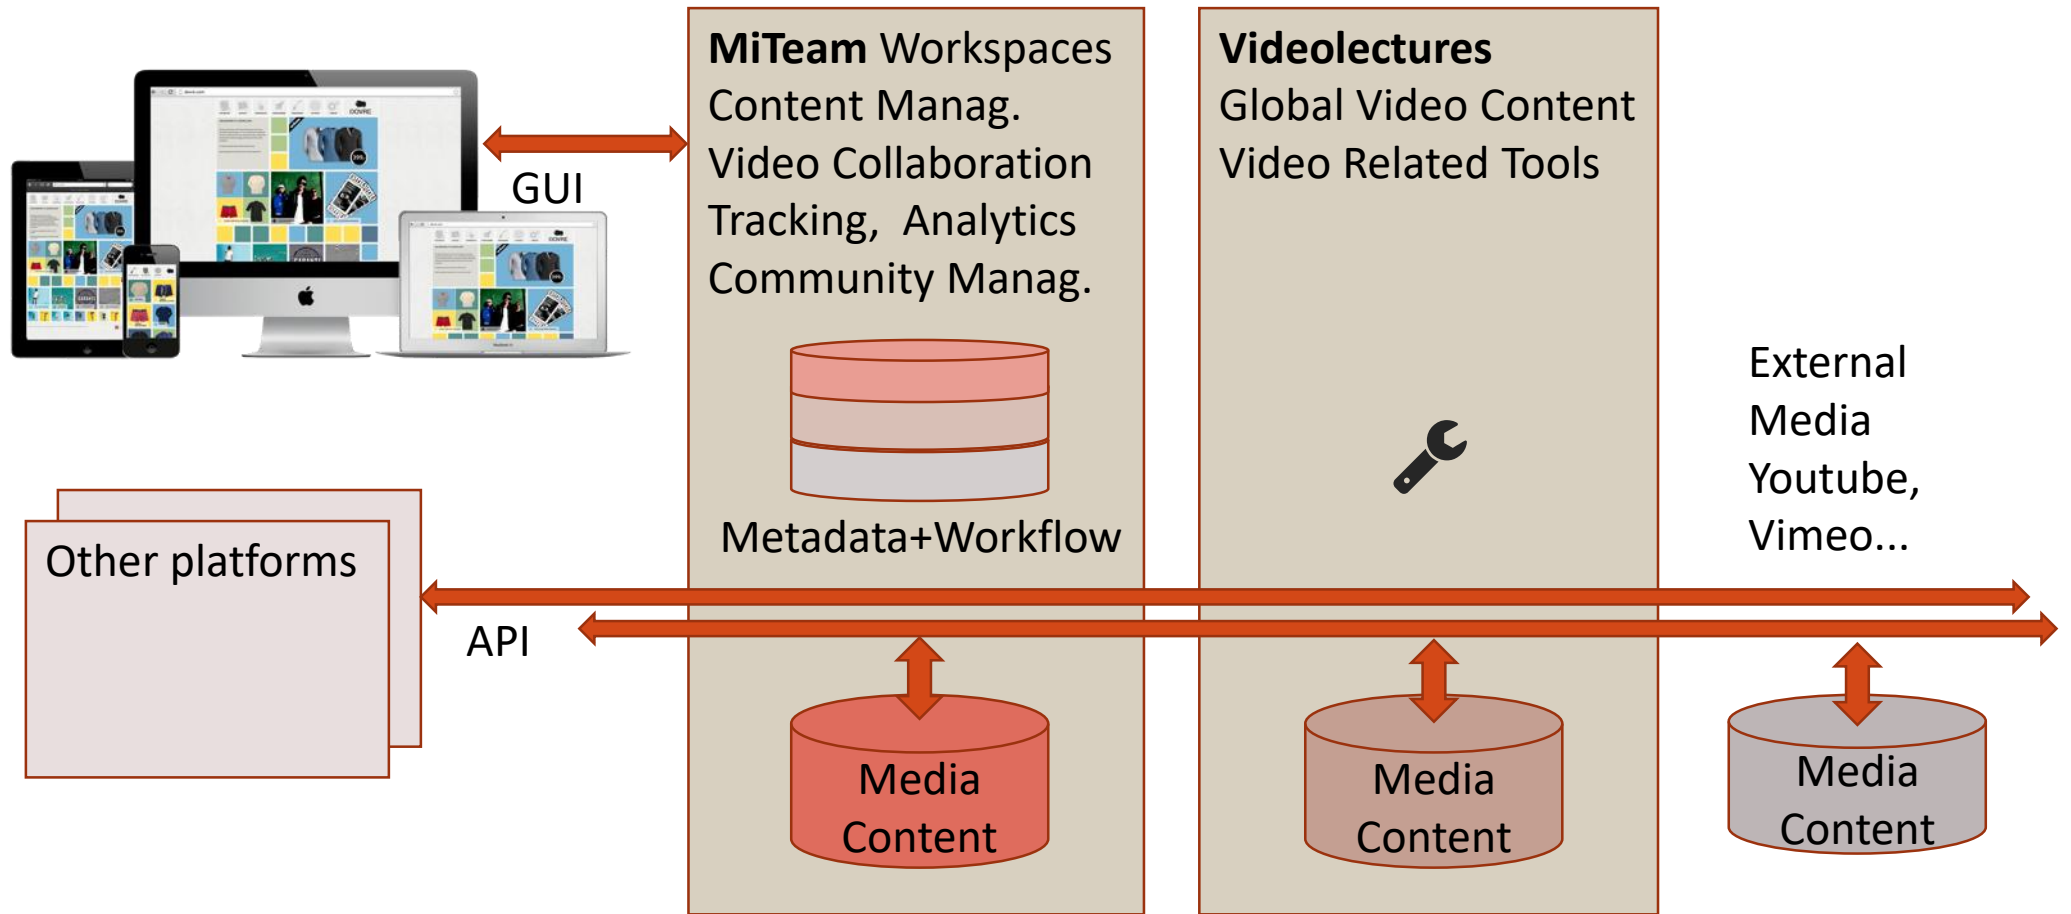 MiTeam Workspaces
Content Manag.
Video Collaboration
Tracking,  Analytics
Community Manag.
Videolectures
Global Video Content
Video Related Tools
GUI
External
Media
Youtube,
Vimeo...
Metadata+Workflow
Other platforms
API
Media
Content
Media
Content
Media
Content